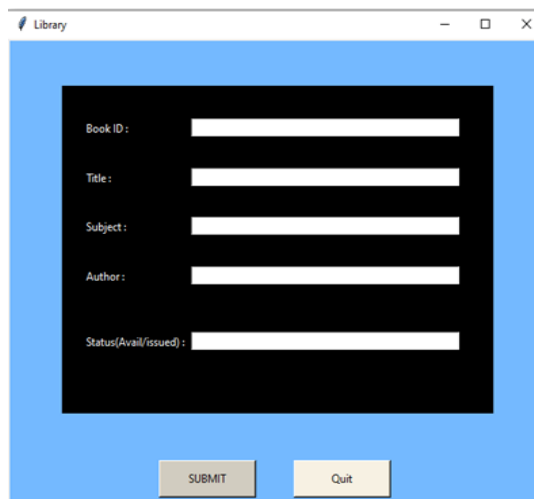 Library
Book ID :
Title :
Subject :
Author :
Status(Avail/issued) :
SUBMIT Quit